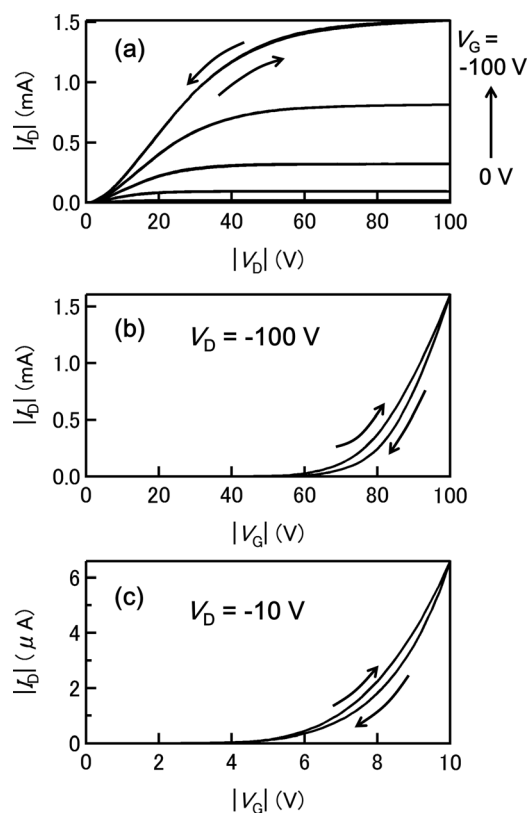 (a)
1.5
1.0
0.5
0.0
|I_D| (mA)
0 20 40 60 80 100
|V_D| (V)
V_G =
-100 V
0 V
(b)
V_D = -100 V
1.5
1.0
0.5
0.0
|I_D| (mA)
0 20 40 60 80 100
|V_G| (V)
(c)
V_D = -10 V
6
4
2
0
|I_D| (μA)
0 2 4 6 8 10
|V_G| (V)